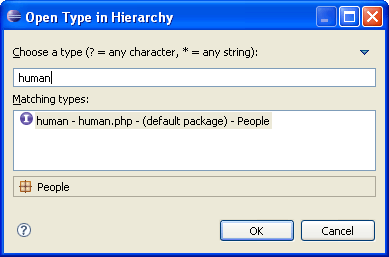 Open Type in Hierarchy
Choose a type (? = any character, * = any string):
human
Matching types:
human - human.php - (default package) - People
People
OK
Cancel